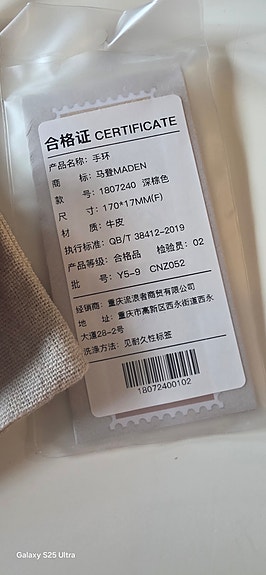 合格证 CERTIFICATE
产品名称：手环
商 标：马登MADEN
款 号：1807240 深棕色
尺 寸：170*17MM(F)
材 质：牛皮
执行标准：QB/T 38412-2019
产品等级：合格品 检验员：02
批 号：Y5-9 CNZ052
经销商：重庆流浪者商贸有限公司
地 址：重庆市高新区西永街道西永
大道28-2号
洗涤方法：见耐久性标签
18072400102
Galaxy S25 Ultra